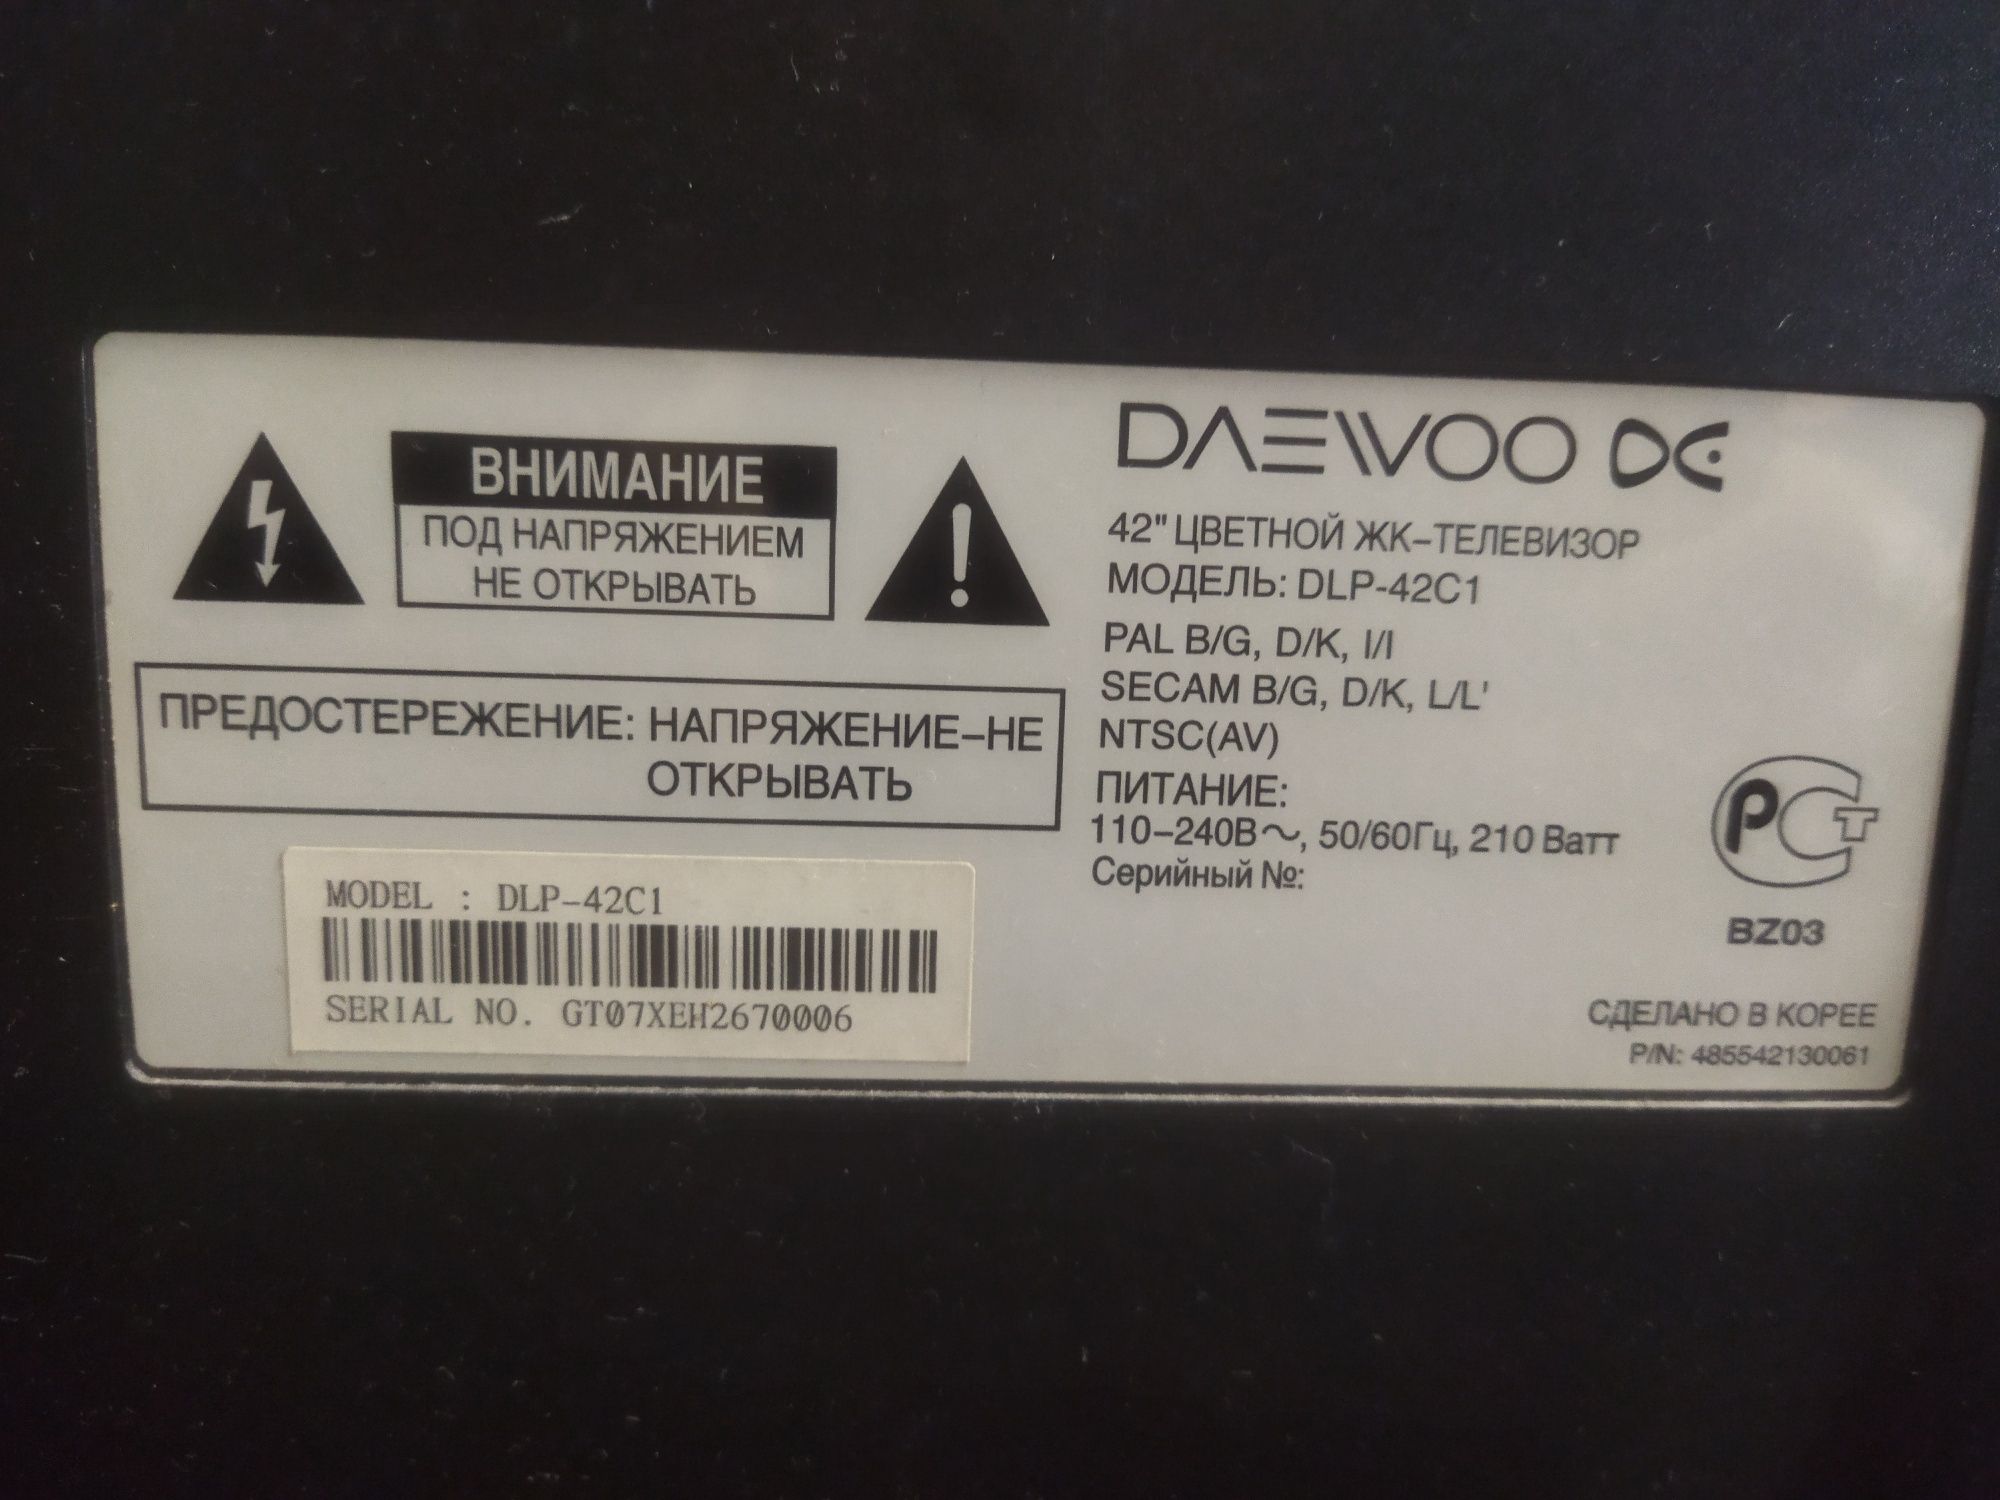 ВНИМАНИЕ
ПОД НАПРЯЖЕНИЕМ
НЕ ОТКРЫВАТЬ
ПРЕДОСТЕРЕЖЕНИЕ: НАПРЯЖЕНИЕ-НЕ
ОТКРЫВАТЬ
MODEL : DLP-42C1
SERIAL NO. GT07XEH2670006
DAEWOO
42" ЦВЕТНОЙ ЖК-ТЕЛЕВИЗОР
МОДЕЛЬ: DLP-42C1
PAL B/G, D/K, I/I
SECAM B/G, D/K, L/L'
NTSC(AV)
ПИТАНИЕ:
110-240В~, 50/60Гц, 210 Ватт
Серийный №:
РСТ
BZ03
СДЕЛАНО В КОРЕЕ
P/N: 485542130061